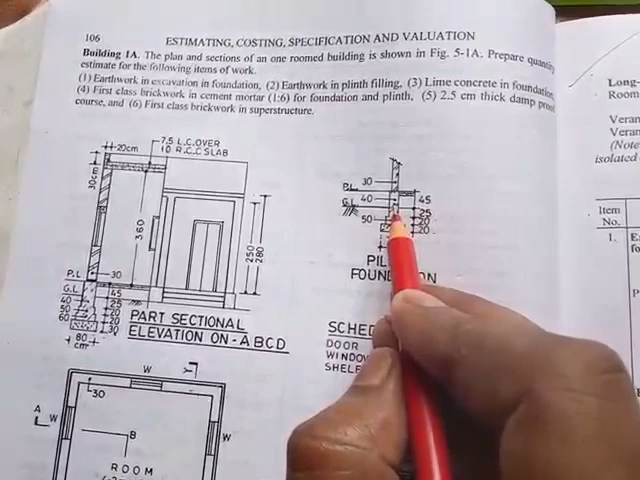 106
ESTIMATING, COSTING, SPECIFICATION AND VALUATION
Building 1A. The plan and sections of an one roomed building is shown in Fig. 5-1A. Prepare quantity
estimate for the following items of work.
(1) Earthwork in excavation in foundation, (2) Earthwork in plinth filling, (3) Lime concrete in foundation,
(4) First class brickwork in cement mortar (1:6) for foundation and plinth, (5) 2.5 cm thick damp proof
course, and (6) First class brickwork in superstructure.
20cm
7.5 L.C. OVER
10 R.C.C SLAB
30
360
250
280
P.L
30
G.L
45
40
25
50
20
60
20
30
80
cm
PART SECTIONAL
ELEVATION ON-ABCD
30
P.L
40
45
G.L
25
50
20
20
PIL
FOUN ON
SCHED
DOOR
WINDOW
SHELF
W
A
W
30
B
W
ROOM
Long-
Room
Veran
Veran
(Note
isolated
Item
No.
1.